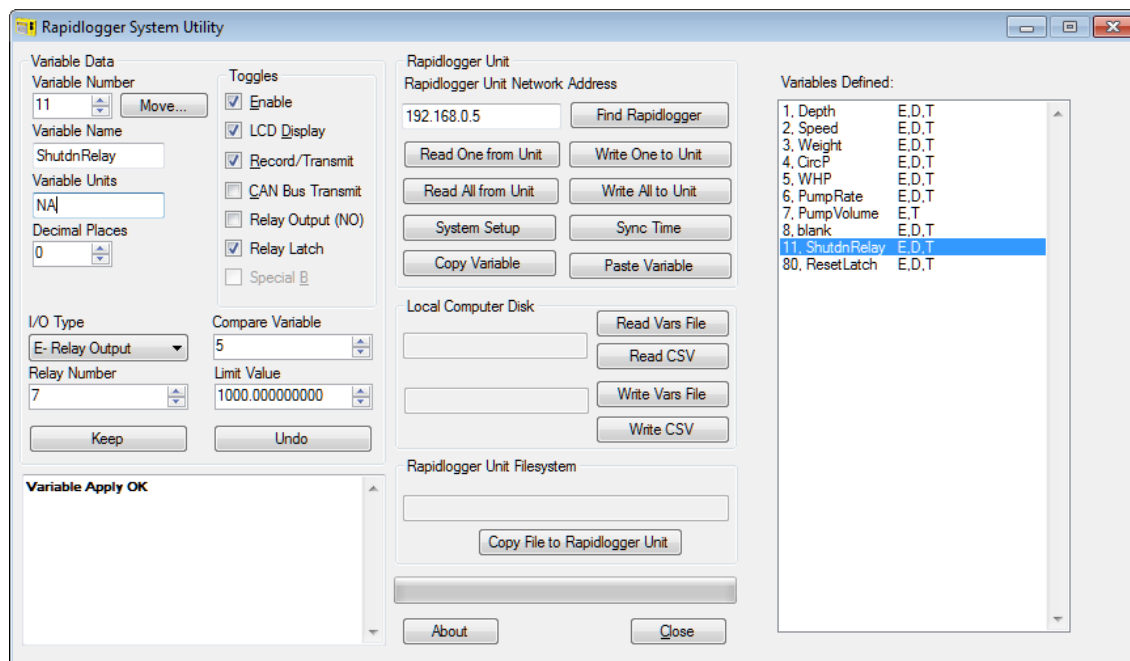 Rapidlogger System Utility
Variable Data
Variable Number
11
Move...
Variable Name
ShutdnRelay
Variable Units
NA
Decimal Places
0
Toggles
Enable
LCD Display
Record/Transmit
CAN Bus Transmit
Relay Output (NO)
Relay Latch
Special B
I/O Type
E- Relay Output
Compare Variable
5
Relay Number
7
Limit Value
1000.000000000
Keep
Undo
Variable Apply OK
Rapidlogger Unit
Rapidlogger Unit Network Address
192.168.0.5
Find Rapidlogger
Read One from Unit
Write One to Unit
Read All from Unit
Write All to Unit
System Setup
Sync Time
Copy Variable
Paste Variable
Local Computer Disk
Read Vars File
Read CSV
Write Vars File
Write CSV
Rapidlogger Unit Filesystem
Copy File to Rapidlogger Unit
About
Close
Variables Defined:
1, Depth E,D,T
2, Speed E,D,T
3, Weight E,D,T
4, CircP E,D,T
5, WHP E,D,T
6, PumpRate E,D,T
7, PumpVolume E,T
8, blank E,D,T
11, ShutdnRelay E,D,T
80, ResetLatch E,D,T